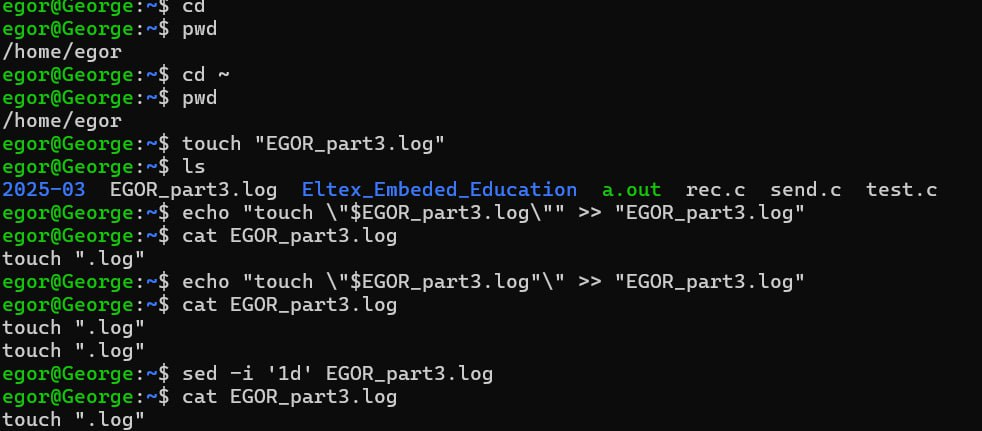 egor@George:~$ cd
egor@George:~$ pwd
/home/egor
egor@George:~$ cd ~
egor@George:~$ pwd
/home/egor
egor@George:~$ touch "EGOR_part3.log"
egor@George:~$ ls
2025-03  EGOR_part3.log  Eltex_Embeded_Education  a.out  rec.c  send.c  test.c
egor@George:~$ echo "touch \"$EGOR_part3.log\"" >> "EGOR_part3.log"
egor@George:~$ cat EGOR_part3.log
touch ".log"
egor@George:~$ echo "touch \"$EGOR_part3.log"\" >> "EGOR_part3.log"
egor@George:~$ cat EGOR_part3.log
touch ".log"
touch ".log"
egor@George:~$ sed -i '1d' EGOR_part3.log
egor@George:~$ cat EGOR_part3.log
touch ".log"